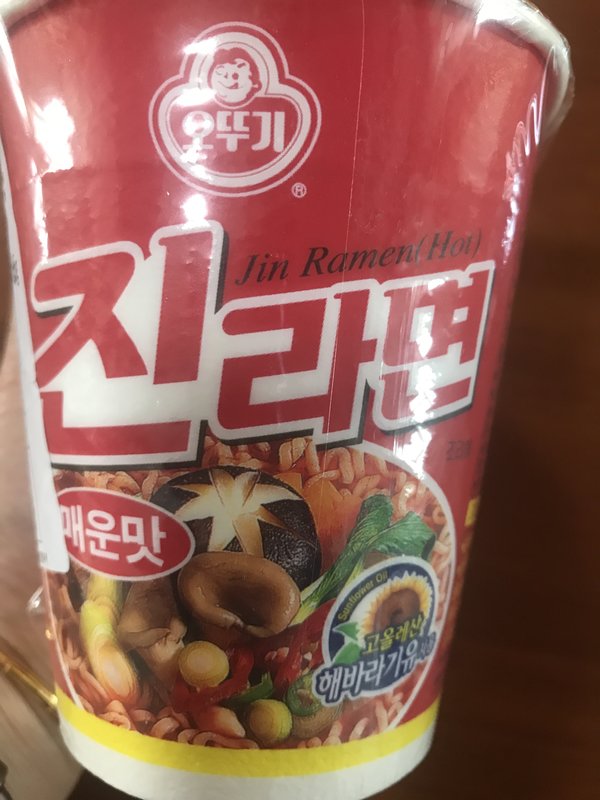 오뚜기
®
Jin Ramen(Hot)
진라면
매운맛
Sunflower Oil
고올레산
해바라기유